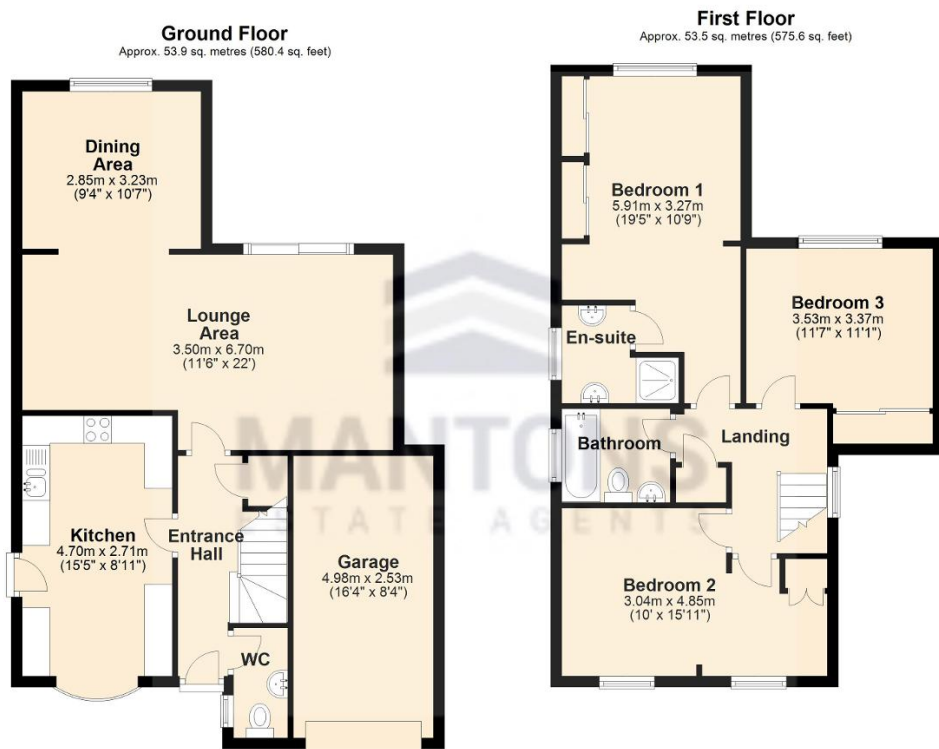 Ground Floor
Approx. 53.9 sq. metres (580.4 sq. feet)
Dining
Area
2.85m x 3.23m
(9'4" x 10'7")
Lounge
Area
3.50m x 6.70m
(11'6" x 22')
Kitchen
4.70m x 2.71m
(15'5" x 8'11")
Entrance
Hall
Garage
4.98m x 2.53m
(16'4" x 8'4")
WC
First Floor
Approx. 53.5 sq. metres (575.6 sq. feet)
Bedroom 1
5.91m x 3.27m
(19'5" x 10'9")
Bedroom 3
3.53m x 3.37m
(11'7" x 11'1")
En-suite
Bathroom
Landing
Bedroom 2
3.04m x 4.85m
(10' x 15'11")
MANTONS
ESTATE AGENTS